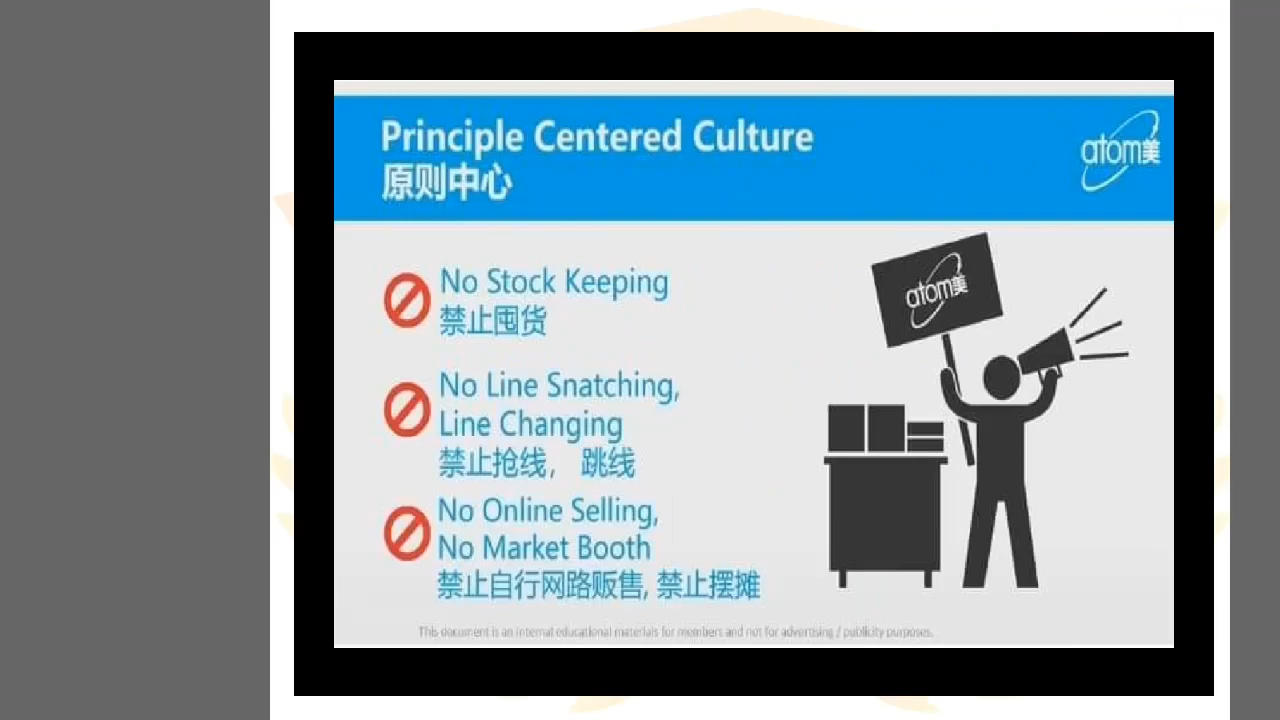 Principle Centered Culture
原则中心
atom美
atom美
No Stock Keeping
禁止囤货
No Line Snatching,
Line Changing
禁止抢线, 跳线
No Online Selling,
No Market Booth
禁止自行网路贩售, 禁止摆摊
This document is an internal educational materials for members and not for advertising / publicity purposes.